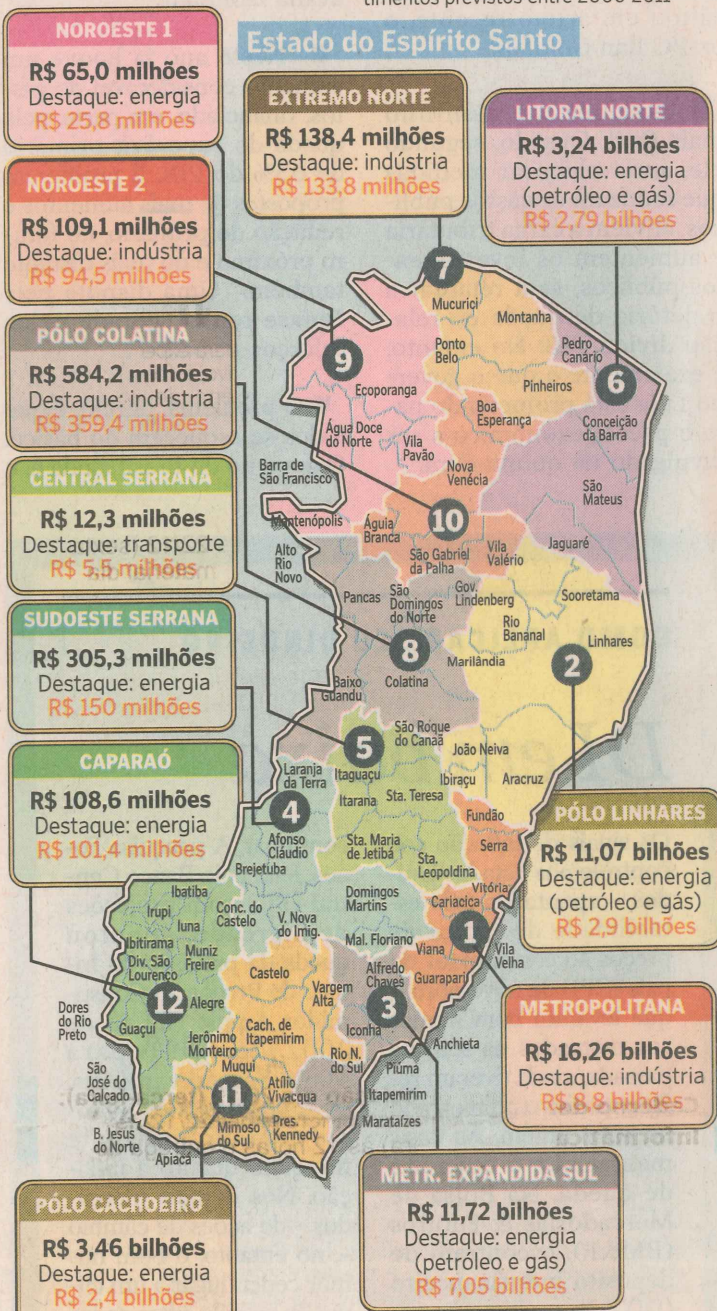 timentos previstos entre 2006-2011
Estado do Espírito Santo
NOROESTE 1
R$ 65,0 milhões
Destaque: energia
R$ 25,8 milhões
NOROESTE 2
R$ 109,1 milhões
Destaque: indústria
R$ 94,5 milhões
PÓLO COLATINA
R$ 584,2 milhões
Destaque: indústria
R$ 359,4 milhões
CENTRAL SERRANA
R$ 12,3 milhões
Destaque: transporte
R$ 5,5 milhões
SUDOESTE SERRANA
R$ 305,3 milhões
Destaque: energia
R$ 150 milhões
CAPARAÓ
R$ 108,6 milhões
Destaque: energia
R$ 101,4 milhões
EXTREMO NORTE
R$ 138,4 milhões
Destaque: indústria
R$ 133,8 milhões
LITORAL NORTE
R$ 3,24 bilhões
Destaque: energia
(petróleo e gás)
R$ 2,79 bilhões
7
Mucuriçi
Montanha
Ponto
Belo
Pedro
Canário
Pinheiros
9
Ecoporanga
6
Água Doce
do Norte
Vila
Pavão
Boa
Esperança
Conceição
da Barra
Barra de
São Francisco
Nova
Venécia
São
Mateus
Mantenópolis
Águia
Branca
10
São Gabriel
da Palha
Vila
Valério
Jaguaré
Alto
Rio
Novo
Pancas
São
Domingos
do Norte
Gov.
Lindenberg
Sooretama
Rio
Bananal
Linhares
8
Marilândia
2
Baixo
Guandu
Colatina
São Roque
do Canaã
João Neiva
5
Itaguaçu
Ibiraçu
Aracruz
Laranja
da Terra
Itarana
Sta. Teresa
4
Fundão
Afonso
Cláudio
Sta. Maria
de Jetibá
Serra
Brejetuba
Sta.
Leopoldina
Vitória
Ibatiba
Conc. do
Castelo
Domingos
Martins
Cariacica
Irupi
Iuna
V. Nova
do Imig.
1
Ibitirama
Mal. Floriano
Viana
Vila
Velha
Div. São
Lourenço
Muniz
Freire
Castelo
Alfredo
Chaves
Guarapari
Vargem
Alta
12
Alegre
3
Dores
do Rio
Preto
Guaçuí
Cach. de
Itapemirim
Iconha
Anchieta
Jerônimo
Monteiro
Rio N.
do Sul
Piúma
São
José do
Calçado
Muqui
Atílio
Vivacqua
Itapemirim
11
Marataízes
B. Jesus
do Norte
Mimoso
do Sul
Pres.
Kennedy
Apiacá
PÓLO LINHARES
R$ 11,07 bilhões
Destaque: energia
(petróleo e gás)
R$ 2,9 bilhões
METROPOLITANA
R$ 16,26 bilhões
Destaque: indústria
R$ 8,8 bilhões
METR. EXPANDIDA SUL
R$ 11,72 bilhões
Destaque: energia
(petróleo e gás)
R$ 7,05 bilhões
PÓLO CACHOEIRO
R$ 3,46 bilhões
Destaque: energia
R$ 2,4 bilhões